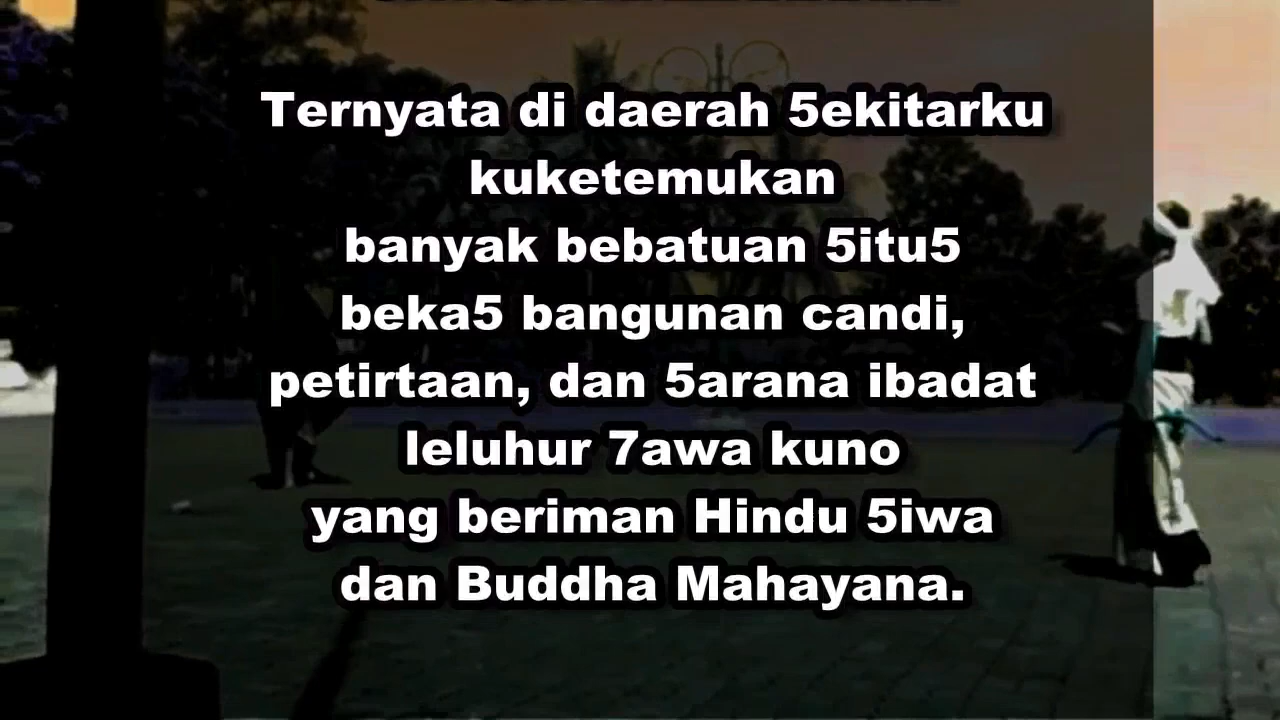 Ternyata di daerah 5ekitarku
kuketemukan
banyak bebatuan 5itu5
beka5 bangunan candi,
petirtaan, dan 5arana ibadat
leluhur 7awa kuno
yang beriman Hindu 5iwa
dan Buddha Mahayana.